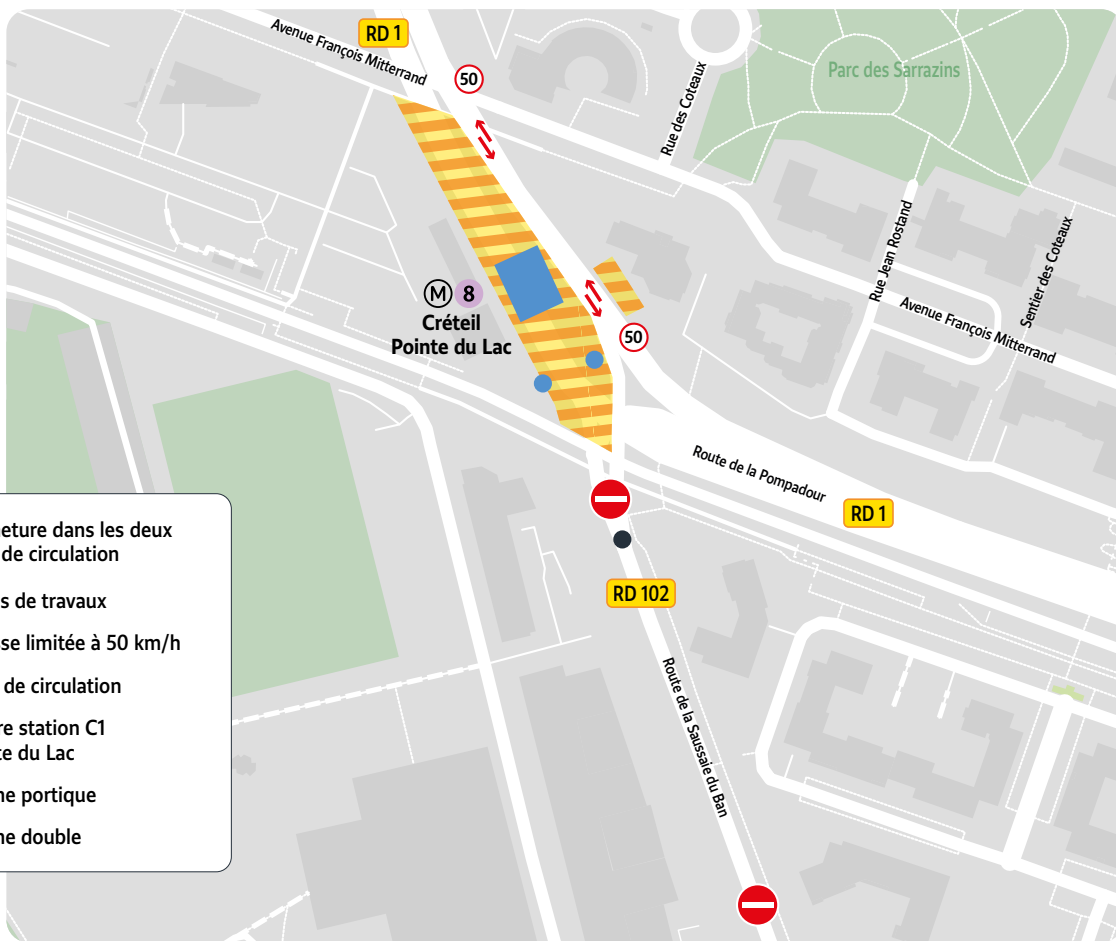 RD 1
Avenue François Mitterrand
50
Rue des Coteaux
Parc des Sarrazins
Rue Jean Rostand
Sentier des Coteaux
Avenue François Mitterrand
M 8
Créteil
Pointe du Lac
50
Route de la Pompadour
RD 1
RD 102
Route de la Saussaie du Ban
eture dans les deux
de circulation
s de travaux
se limitée à 50 km/h
de circulation
re station C1
te du Lac
ne portique
ne double